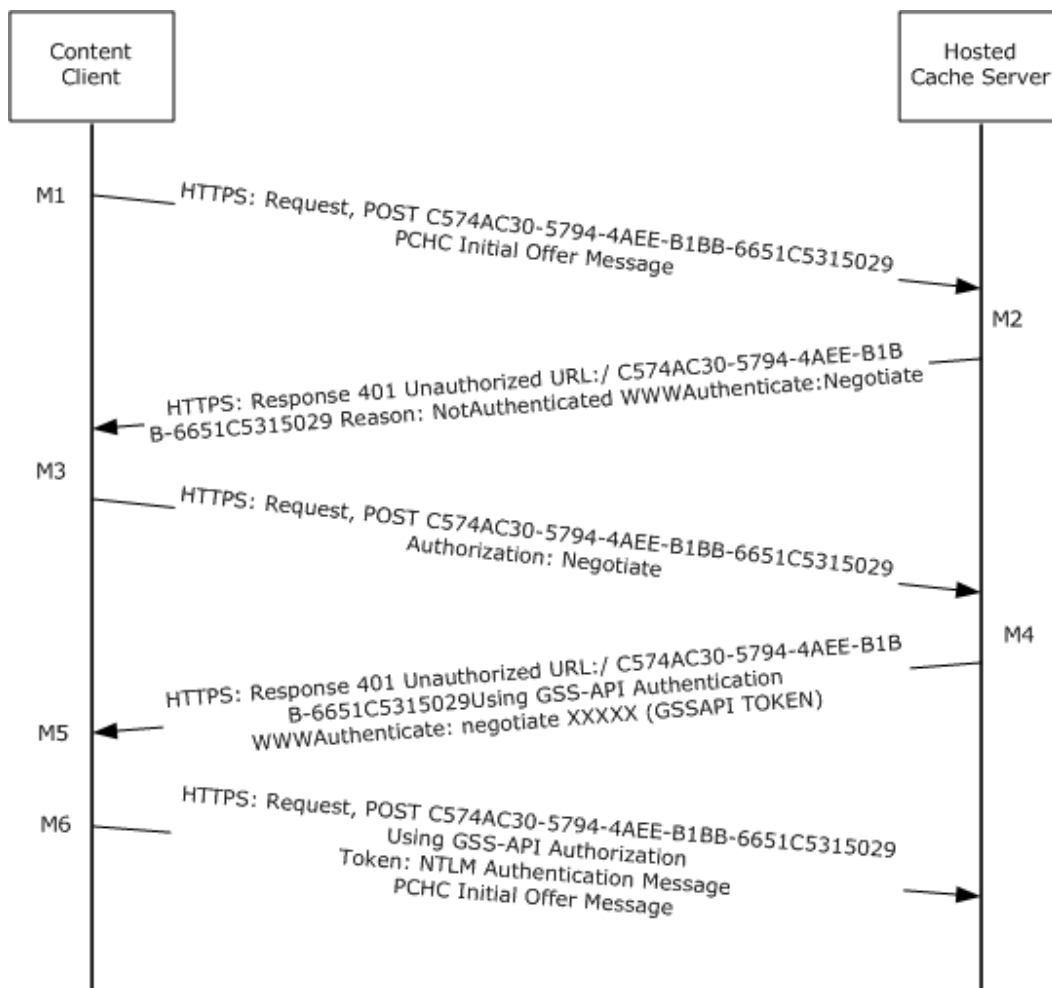 Content
Client
Hosted
Cache Server
M1
HTTPS: Request, POST C574AC30-5794-4AEE-B1BB-6651C5315029
PCHC Initial Offer Message
M2
HTTPS: Response 401 Unauthorized URL:/ C574AC30-5794-4AEE-B1B
B-6651C5315029 Reason: NotAuthenticated WWWAuthenticate:Negotiate
M3
HTTPS: Request, POST C574AC30-5794-4AEE-B1BB-6651C5315029
Authorization: Negotiate
M4
HTTPS: Response 401 Unauthorized URL:/ C574AC30-5794-4AEE-B1B
B-6651C5315029Using GSS-API Authentication
WWWAuthenticate: negotiate XXXXX (GSSAPI TOKEN)
M5
M6
HTTPS: Request, POST C574AC30-5794-4AEE-B1BB-6651C5315029
Using GSS-API Authorization
Token: NTLM Authentication Message
PCHC Initial Offer Message